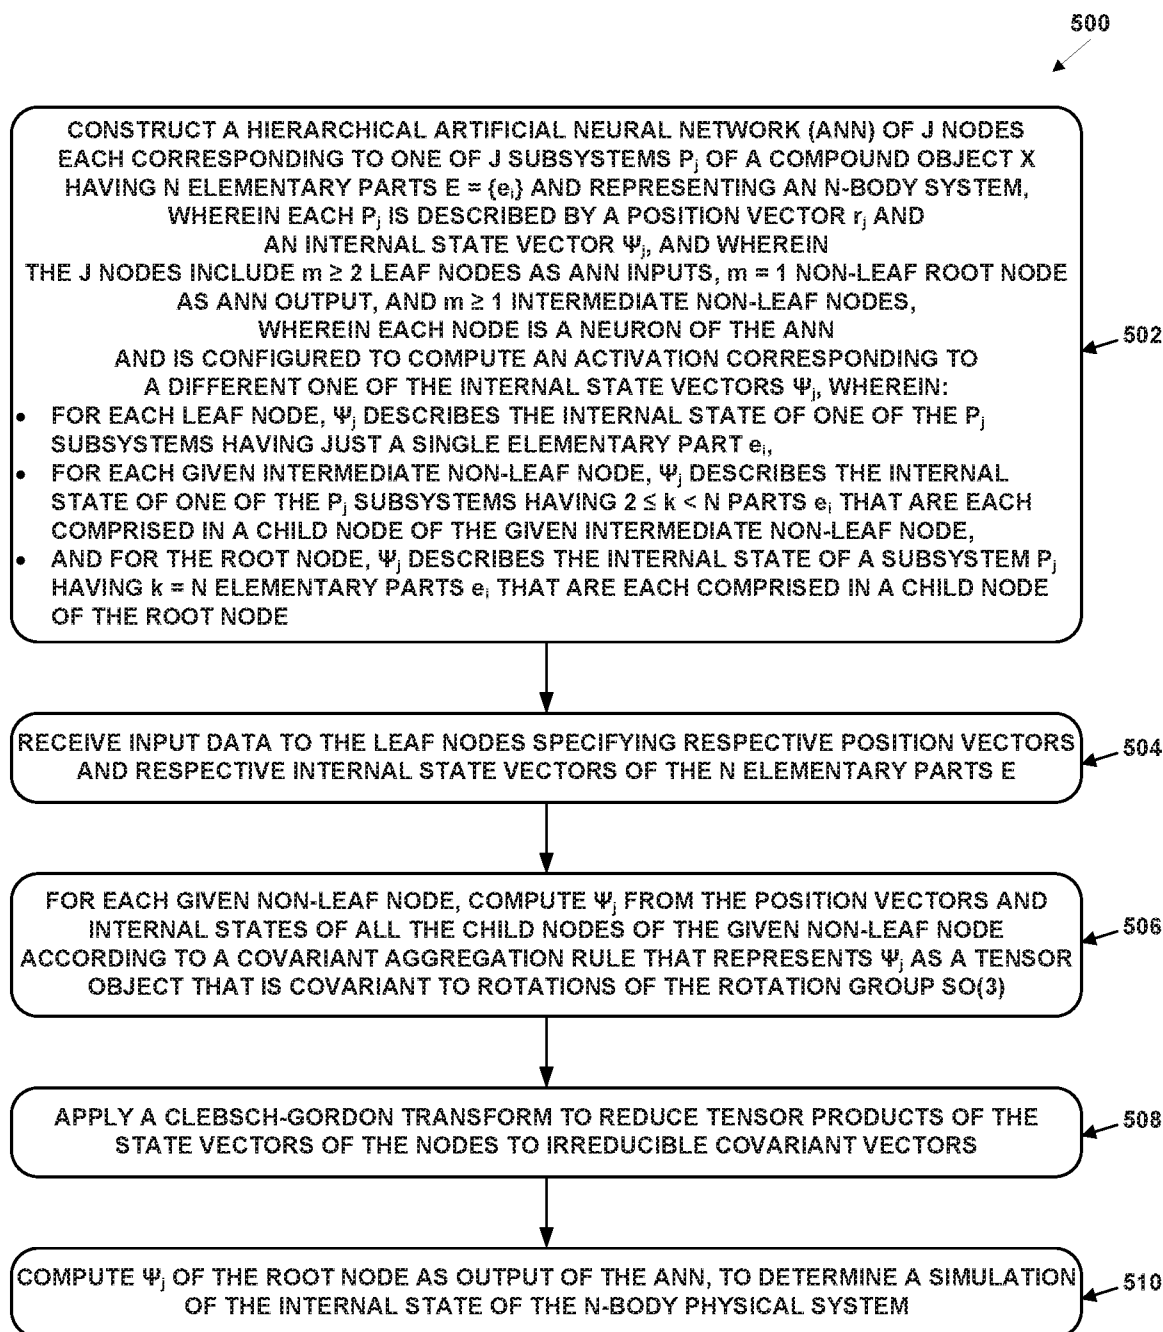 500
CONSTRUCT A HIERARCHICAL ARTIFICIAL NEURAL NETWORK (ANN) OF J NODES
EACH CORRESPONDING TO ONE OF J SUBSYSTEMS Pj OF A COMPOUND OBJECT X
HAVING N ELEMENTARY PARTS E = {ei} AND REPRESENTING AN N-BODY SYSTEM,
WHEREIN EACH Pj IS DESCRIBED BY A POSITION VECTOR rj AND
AN INTERNAL STATE VECTOR Ψj, AND WHEREIN
THE J NODES INCLUDE m ≥ 2 LEAF NODES AS ANN INPUTS, m = 1 NON-LEAF ROOT NODE
AS ANN OUTPUT, AND m ≥ 1 INTERMEDIATE NON-LEAF NODES,
WHEREIN EACH NODE IS A NEURON OF THE ANN
AND IS CONFIGURED TO COMPUTE AN ACTIVATION CORRESPONDING TO
A DIFFERENT ONE OF THE INTERNAL STATE VECTORS Ψj, WHEREIN:
• FOR EACH LEAF NODE, Ψj DESCRIBES THE INTERNAL STATE OF ONE OF THE Pj
SUBSYSTEMS HAVING JUST A SINGLE ELEMENTARY PART ei,
• FOR EACH GIVEN INTERMEDIATE NON-LEAF NODE, Ψj DESCRIBES THE INTERNAL
STATE OF ONE OF THE Pj SUBSYSTEMS HAVING 2 ≤ k < N PARTS ei THAT ARE EACH
COMPRISED IN A CHILD NODE OF THE GIVEN INTERMEDIATE NON-LEAF NODE,
• AND FOR THE ROOT NODE, Ψj DESCRIBES THE INTERNAL STATE OF A SUBSYSTEM Pj
HAVING k = N ELEMENTARY PARTS ei THAT ARE EACH COMPRISED IN A CHILD NODE
OF THE ROOT NODE
502
RECEIVE INPUT DATA TO THE LEAF NODES SPECIFYING RESPECTIVE POSITION VECTORS
AND RESPECTIVE INTERNAL STATE VECTORS OF THE N ELEMENTARY PARTS E
504
FOR EACH GIVEN NON-LEAF NODE, COMPUTE Ψj FROM THE POSITION VECTORS AND
INTERNAL STATES OF ALL THE CHILD NODES OF THE GIVEN NON-LEAF NODE
ACCORDING TO A COVARIANT AGGREGATION RULE THAT REPRESENTS Ψj AS A TENSOR
OBJECT THAT IS COVARIANT TO ROTATIONS OF THE ROTATION GROUP SO(3)
506
APPLY A CLEBSCH-GORDON TRANSFORM TO REDUCE TENSOR PRODUCTS OF THE
STATE VECTORS OF THE NODES TO IRREDUCIBLE COVARIANT VECTORS
508
COMPUTE Ψj OF THE ROOT NODE AS OUTPUT OF THE ANN, TO DETERMINE A SIMULATION
OF THE INTERNAL STATE OF THE N-BODY PHYSICAL SYSTEM
510